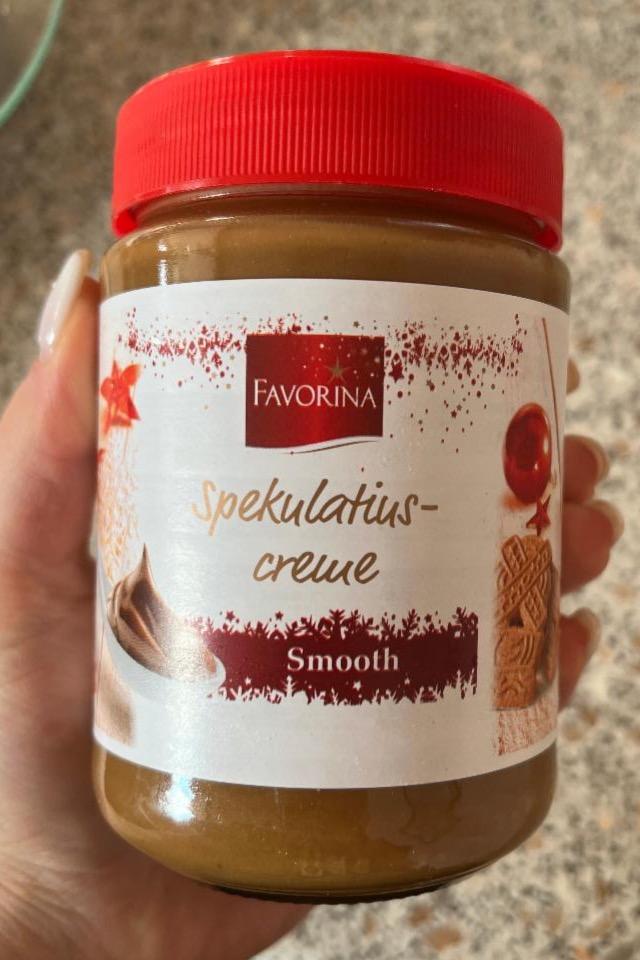 FAVORINA
Spekulatius-
creme
Smooth